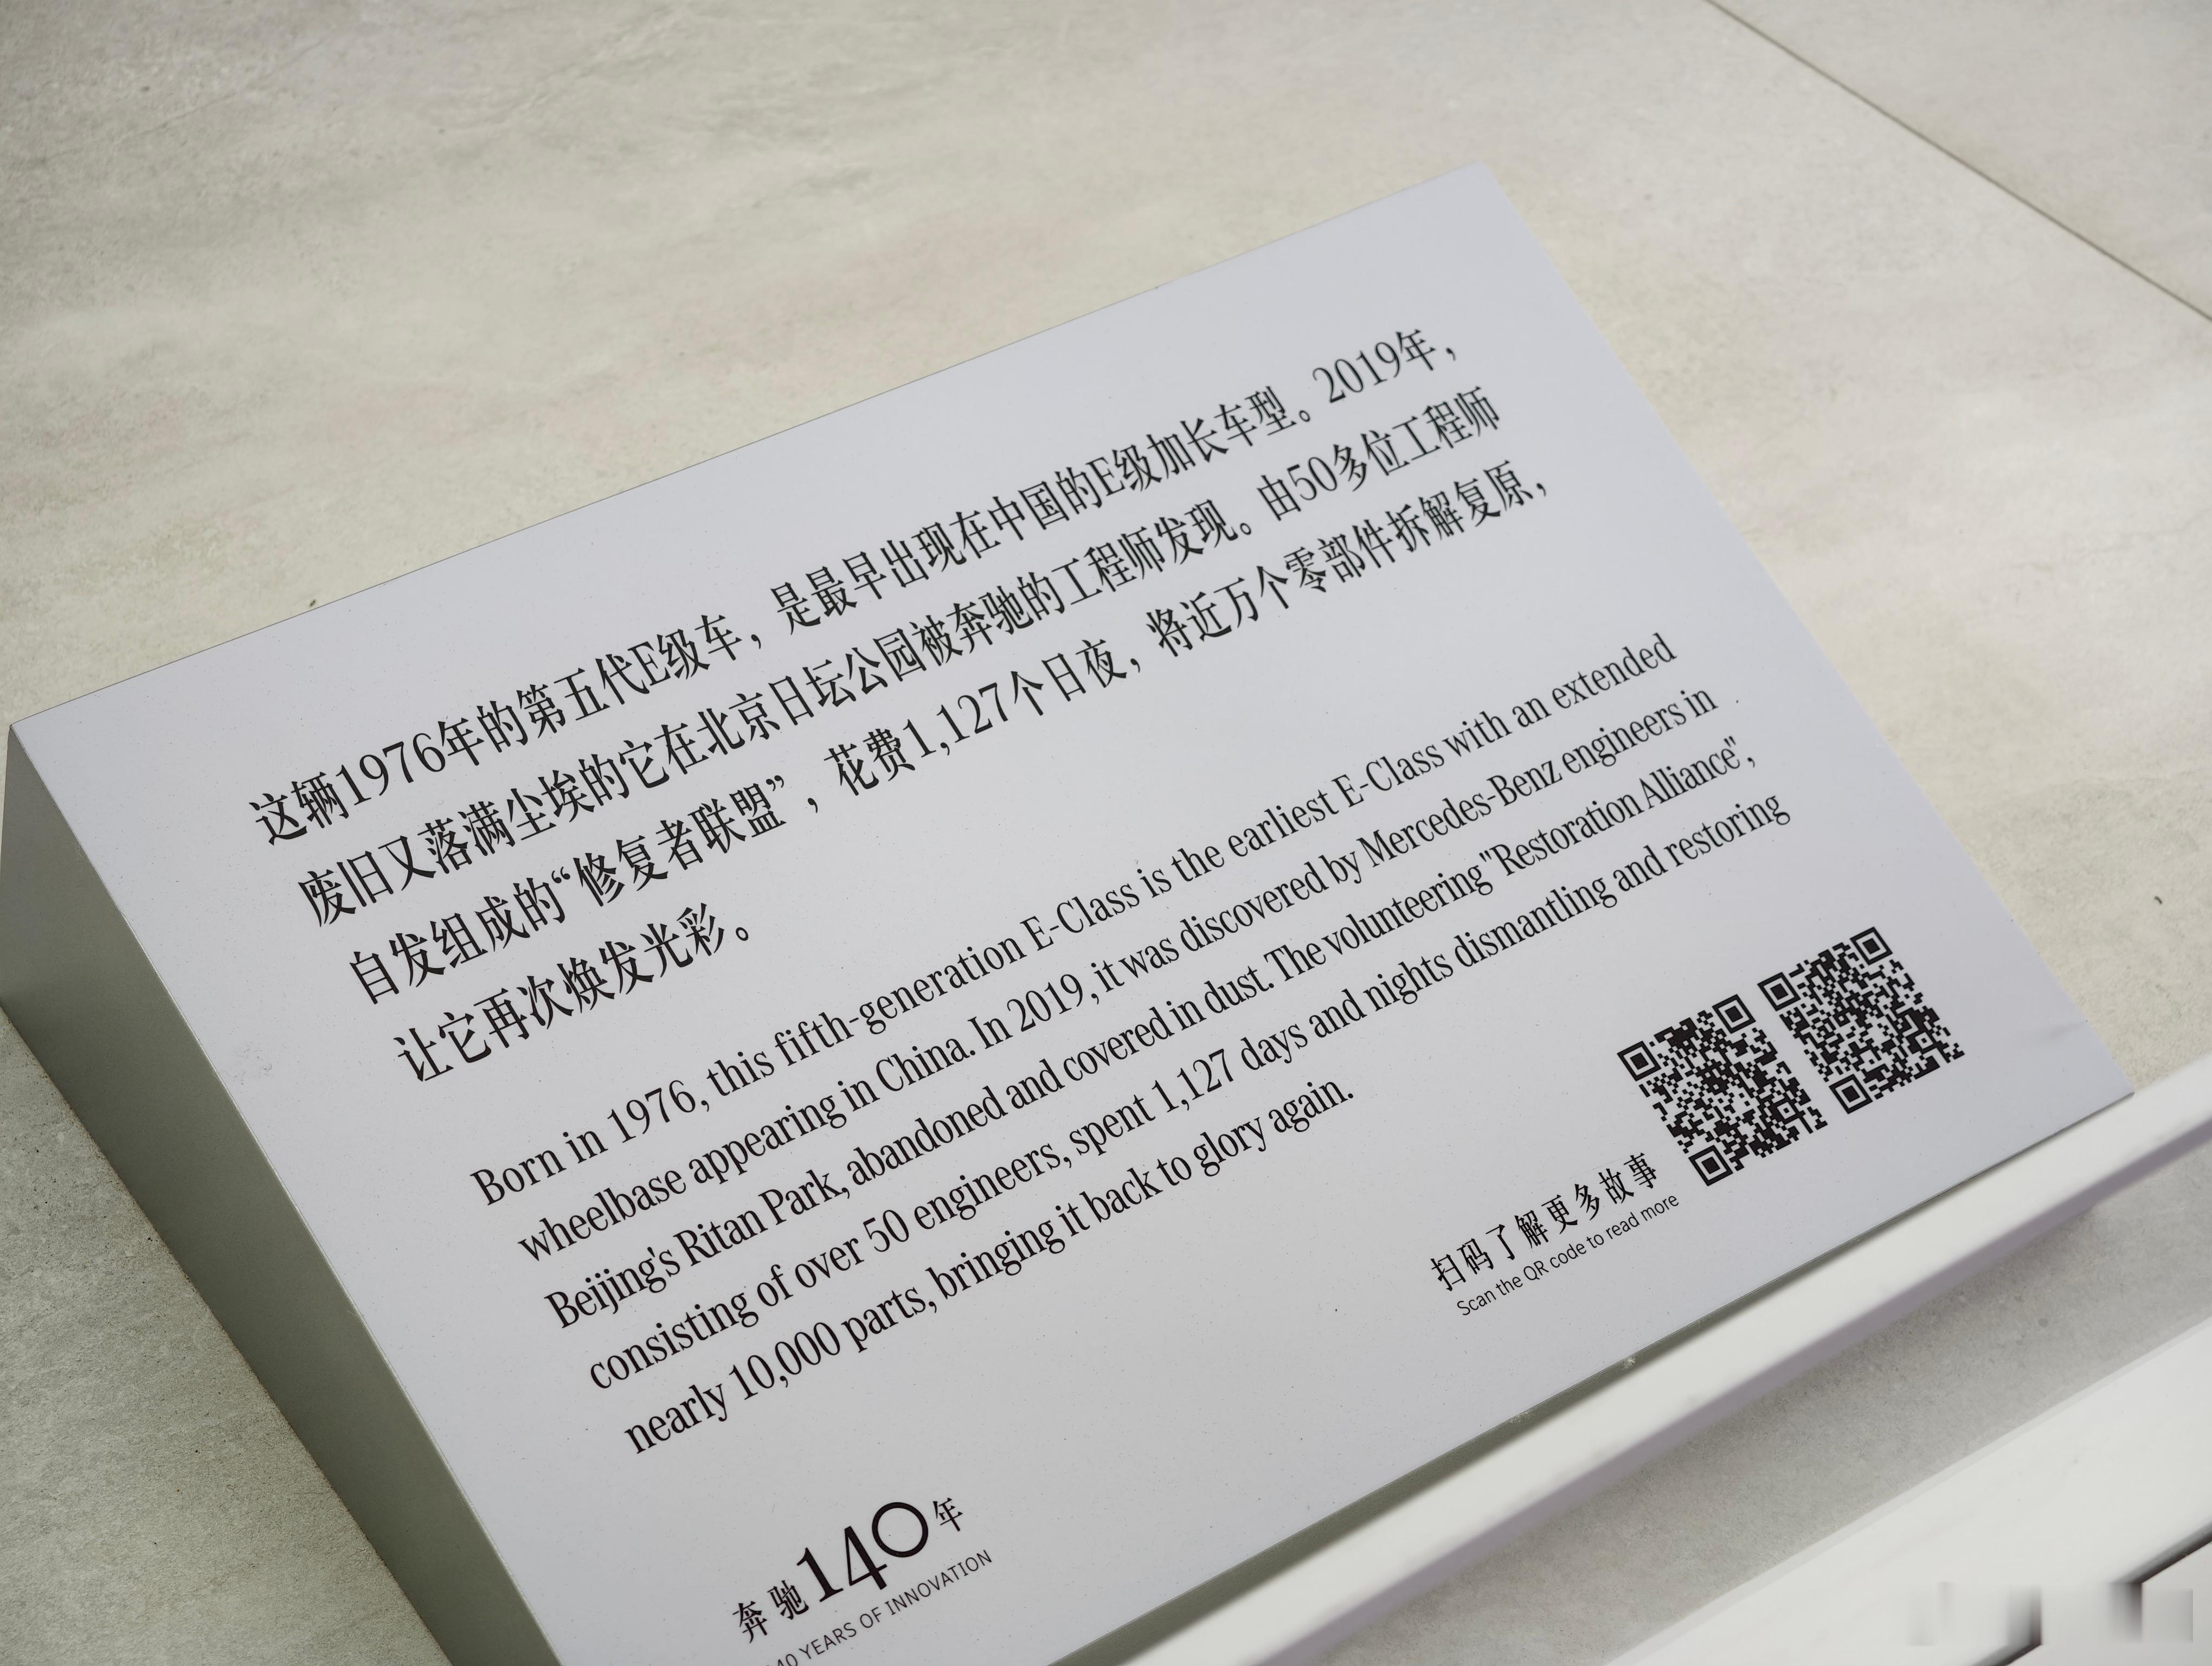 这辆1976年的第五代E级车，是最早出现在中国的E级加长车型。2019年，
废旧又落满尘埃的它在北京日坛公园被奔驰的工程师发现。由50多位工程师
自发组成的“修复者联盟”，花费1,127个日夜，将近万个零部件拆解复原，
让它再次焕发光彩。
Born in 1976, this fifth-generation E-Class is the earliest E-Class with an extended
wheelbase appearing in China. In 2019, it was discovered by Mercedes-Benz engineers in
Beijing's Ritan Park, abandoned and covered in dust. The volunteering "Restoration Alliance",
consisting of over 50 engineers, spent 1,127 days and nights dismantling and restoring
nearly 10,000 parts, bringing it back to glory again.
扫码了解更多故事
Scan the QR code to read more
奔驰140年
40 YEARS OF INNOVATION